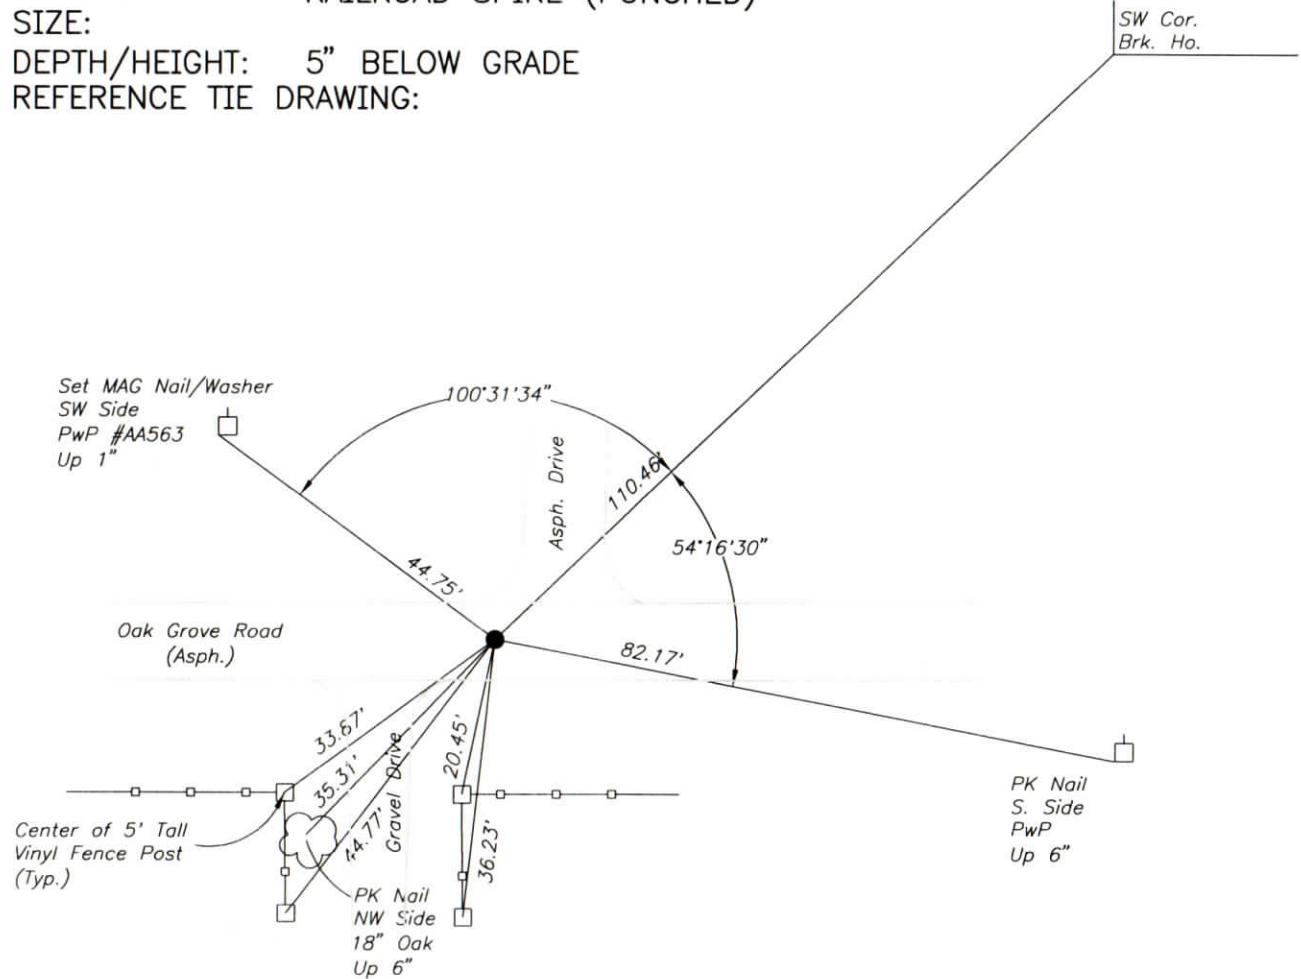 RAILROAD SPIKE (PUNCHED)
SIZE:
DEPTH/HEIGHT: 5" BELOW GRADE
REFERENCE TIE DRAWING:
SW Cor.
Brk. Ho.
Set MAG Nail/Washer
SW Side
PwP #AA563
Up 1"
100°31'34"
Asph. Drive
110.46'
54°16'30"
44.75'
Oak Grove Road
(Asph.)
82.17'
33.67'
35.31'
44.77'
Gravel Drive
20.45'
36.23'
Center of 5' Tall
Vinyl Fence Post
(Typ.)
PK Nail
NW Side
18" Oak
Up 6"
PK Nail
S. Side
PwP
Up 6"